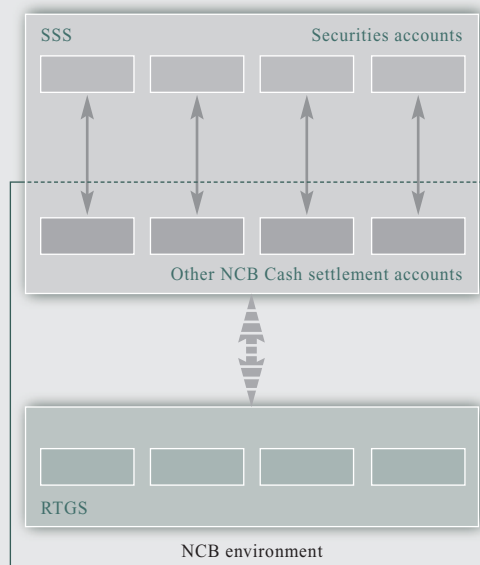 SSS Securities accounts
Other NCB Cash settlement accounts
RTGS
NCB environment